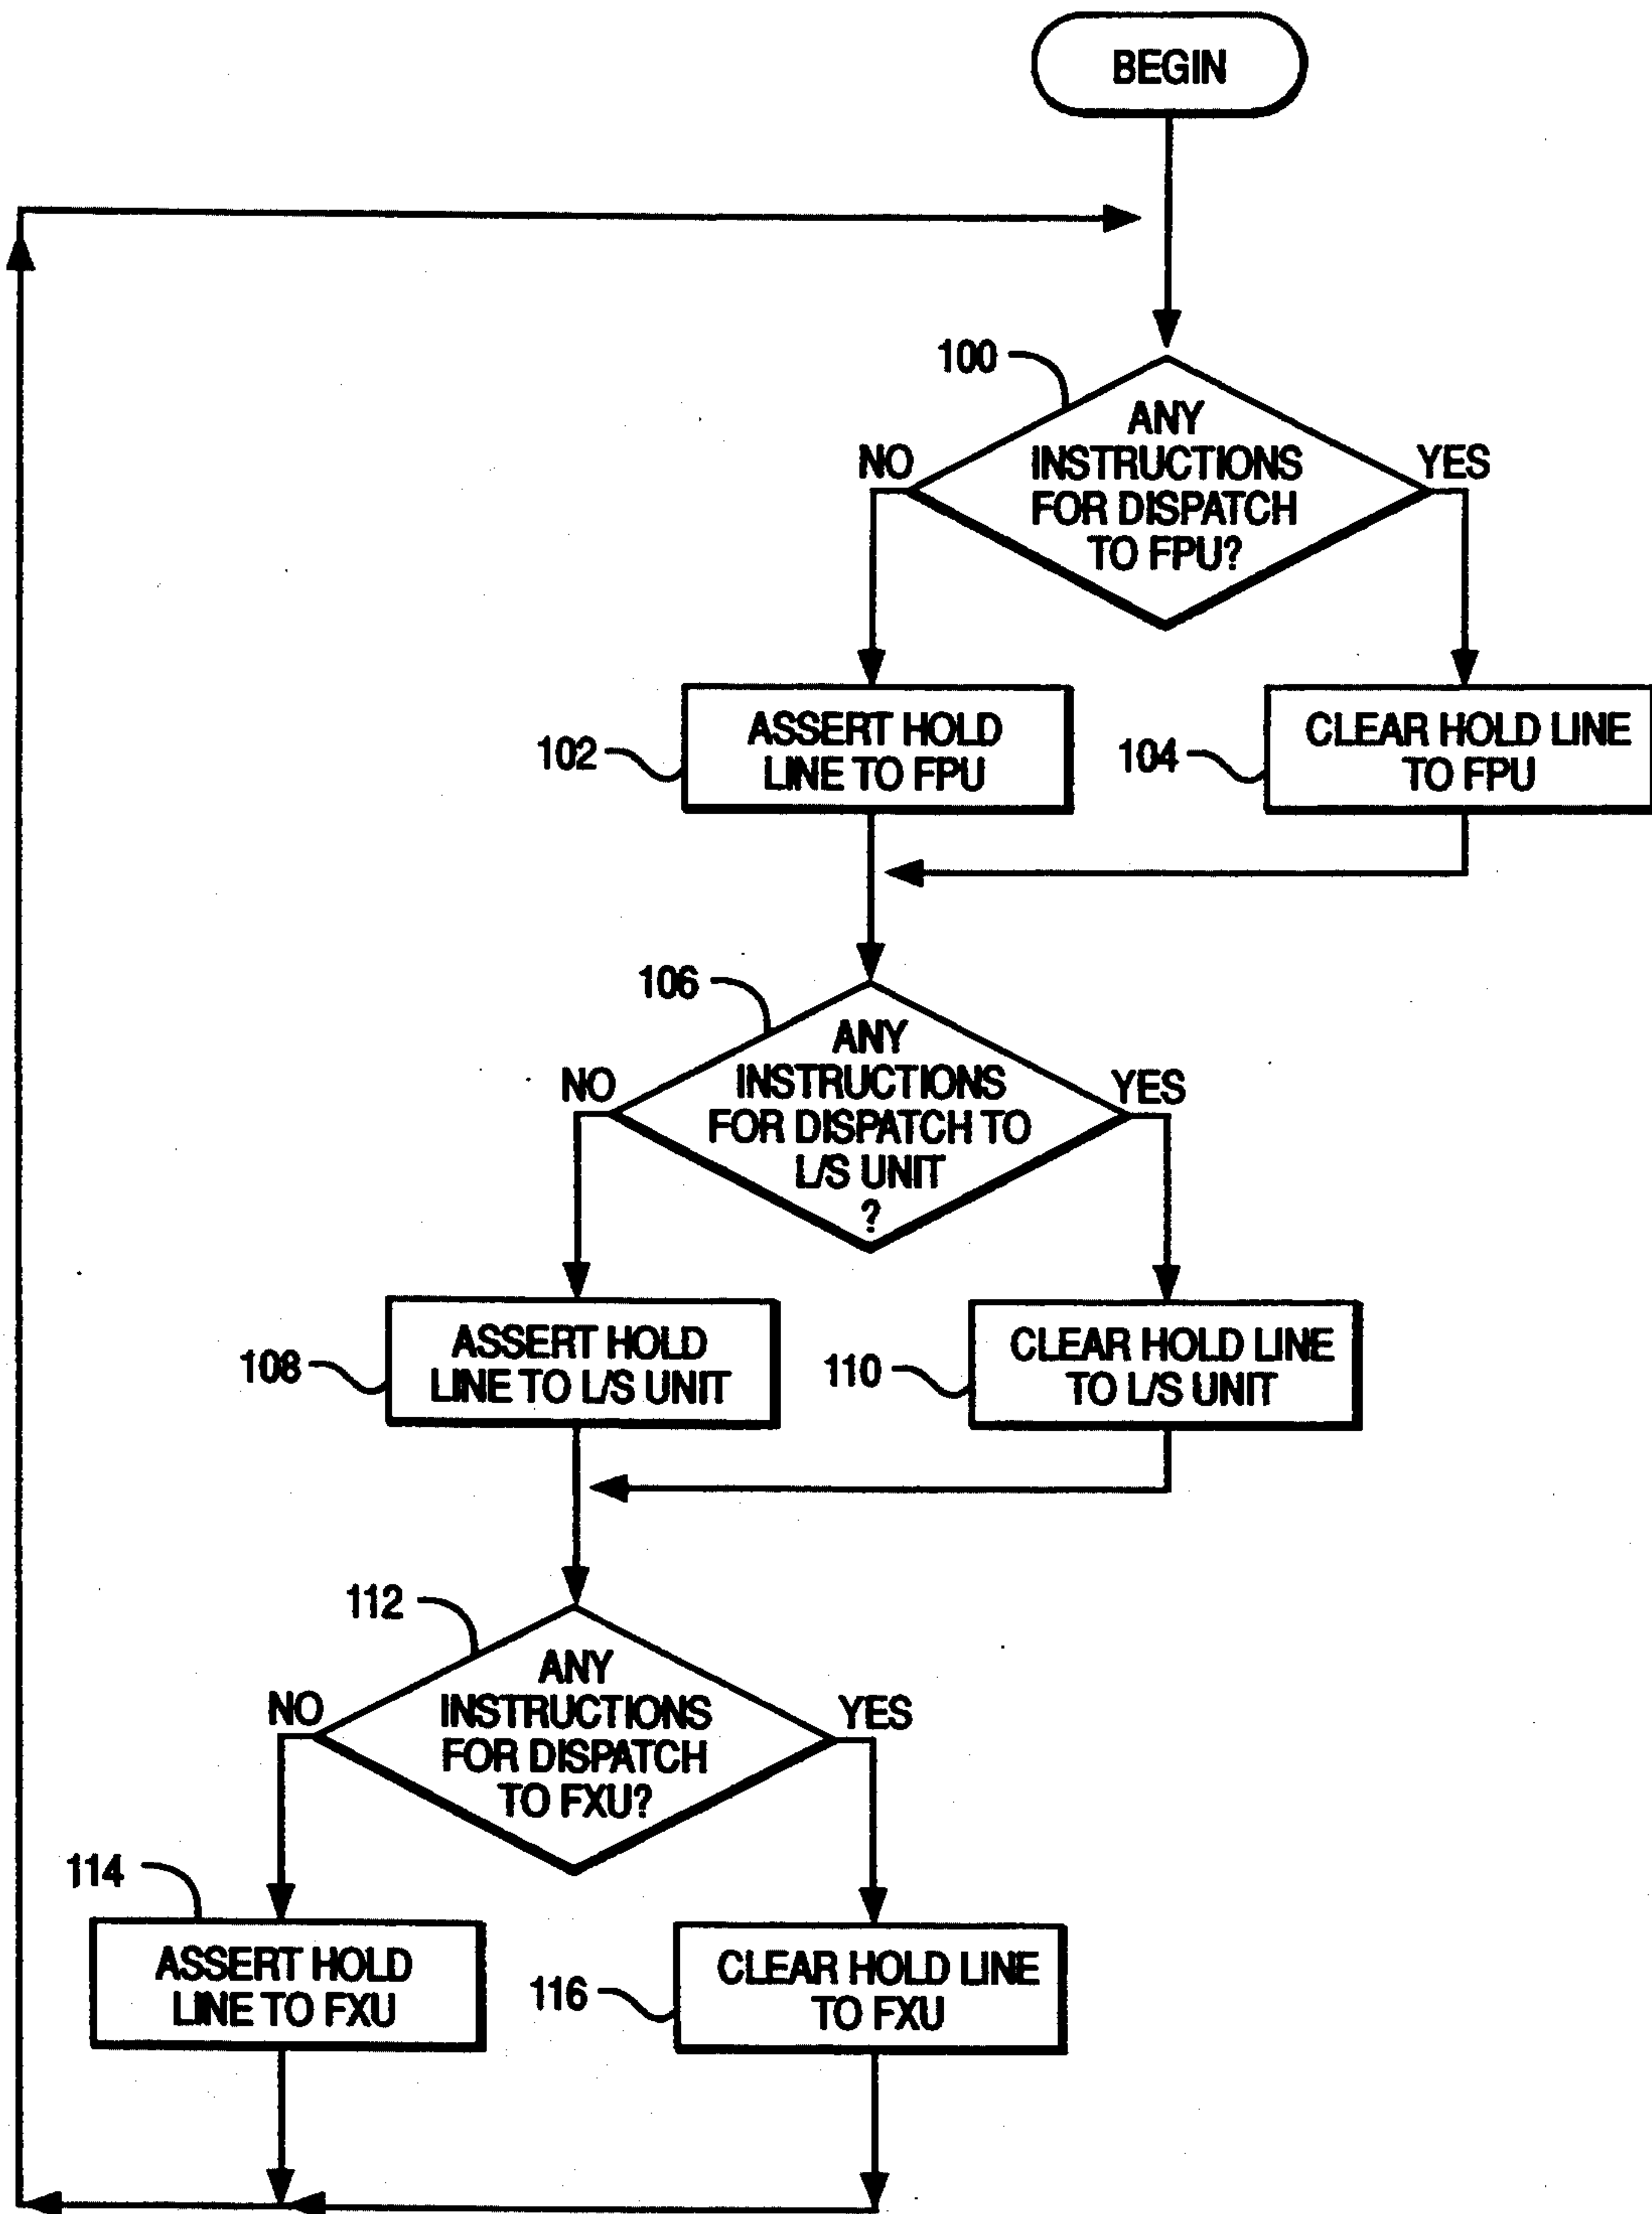 BEGIN
100
ANY
INSTRUCTIONS
FOR DISPATCH
TO FPU?
NO
YES
102
ASSERT HOLD
LINE TO FPU
104
CLEAR HOLD LINE
TO FPU
106
ANY
INSTRUCTIONS
FOR DISPATCH TO
L/S UNIT
?
NO
YES
108
ASSERT HOLD
LINE TO L/S UNIT
110
CLEAR HOLD LINE
TO L/S UNIT
112
ANY
INSTRUCTIONS
FOR DISPATCH
TO FXU?
NO
YES
114
ASSERT HOLD
LINE TO FXU
116
CLEAR HOLD LINE
TO FXU